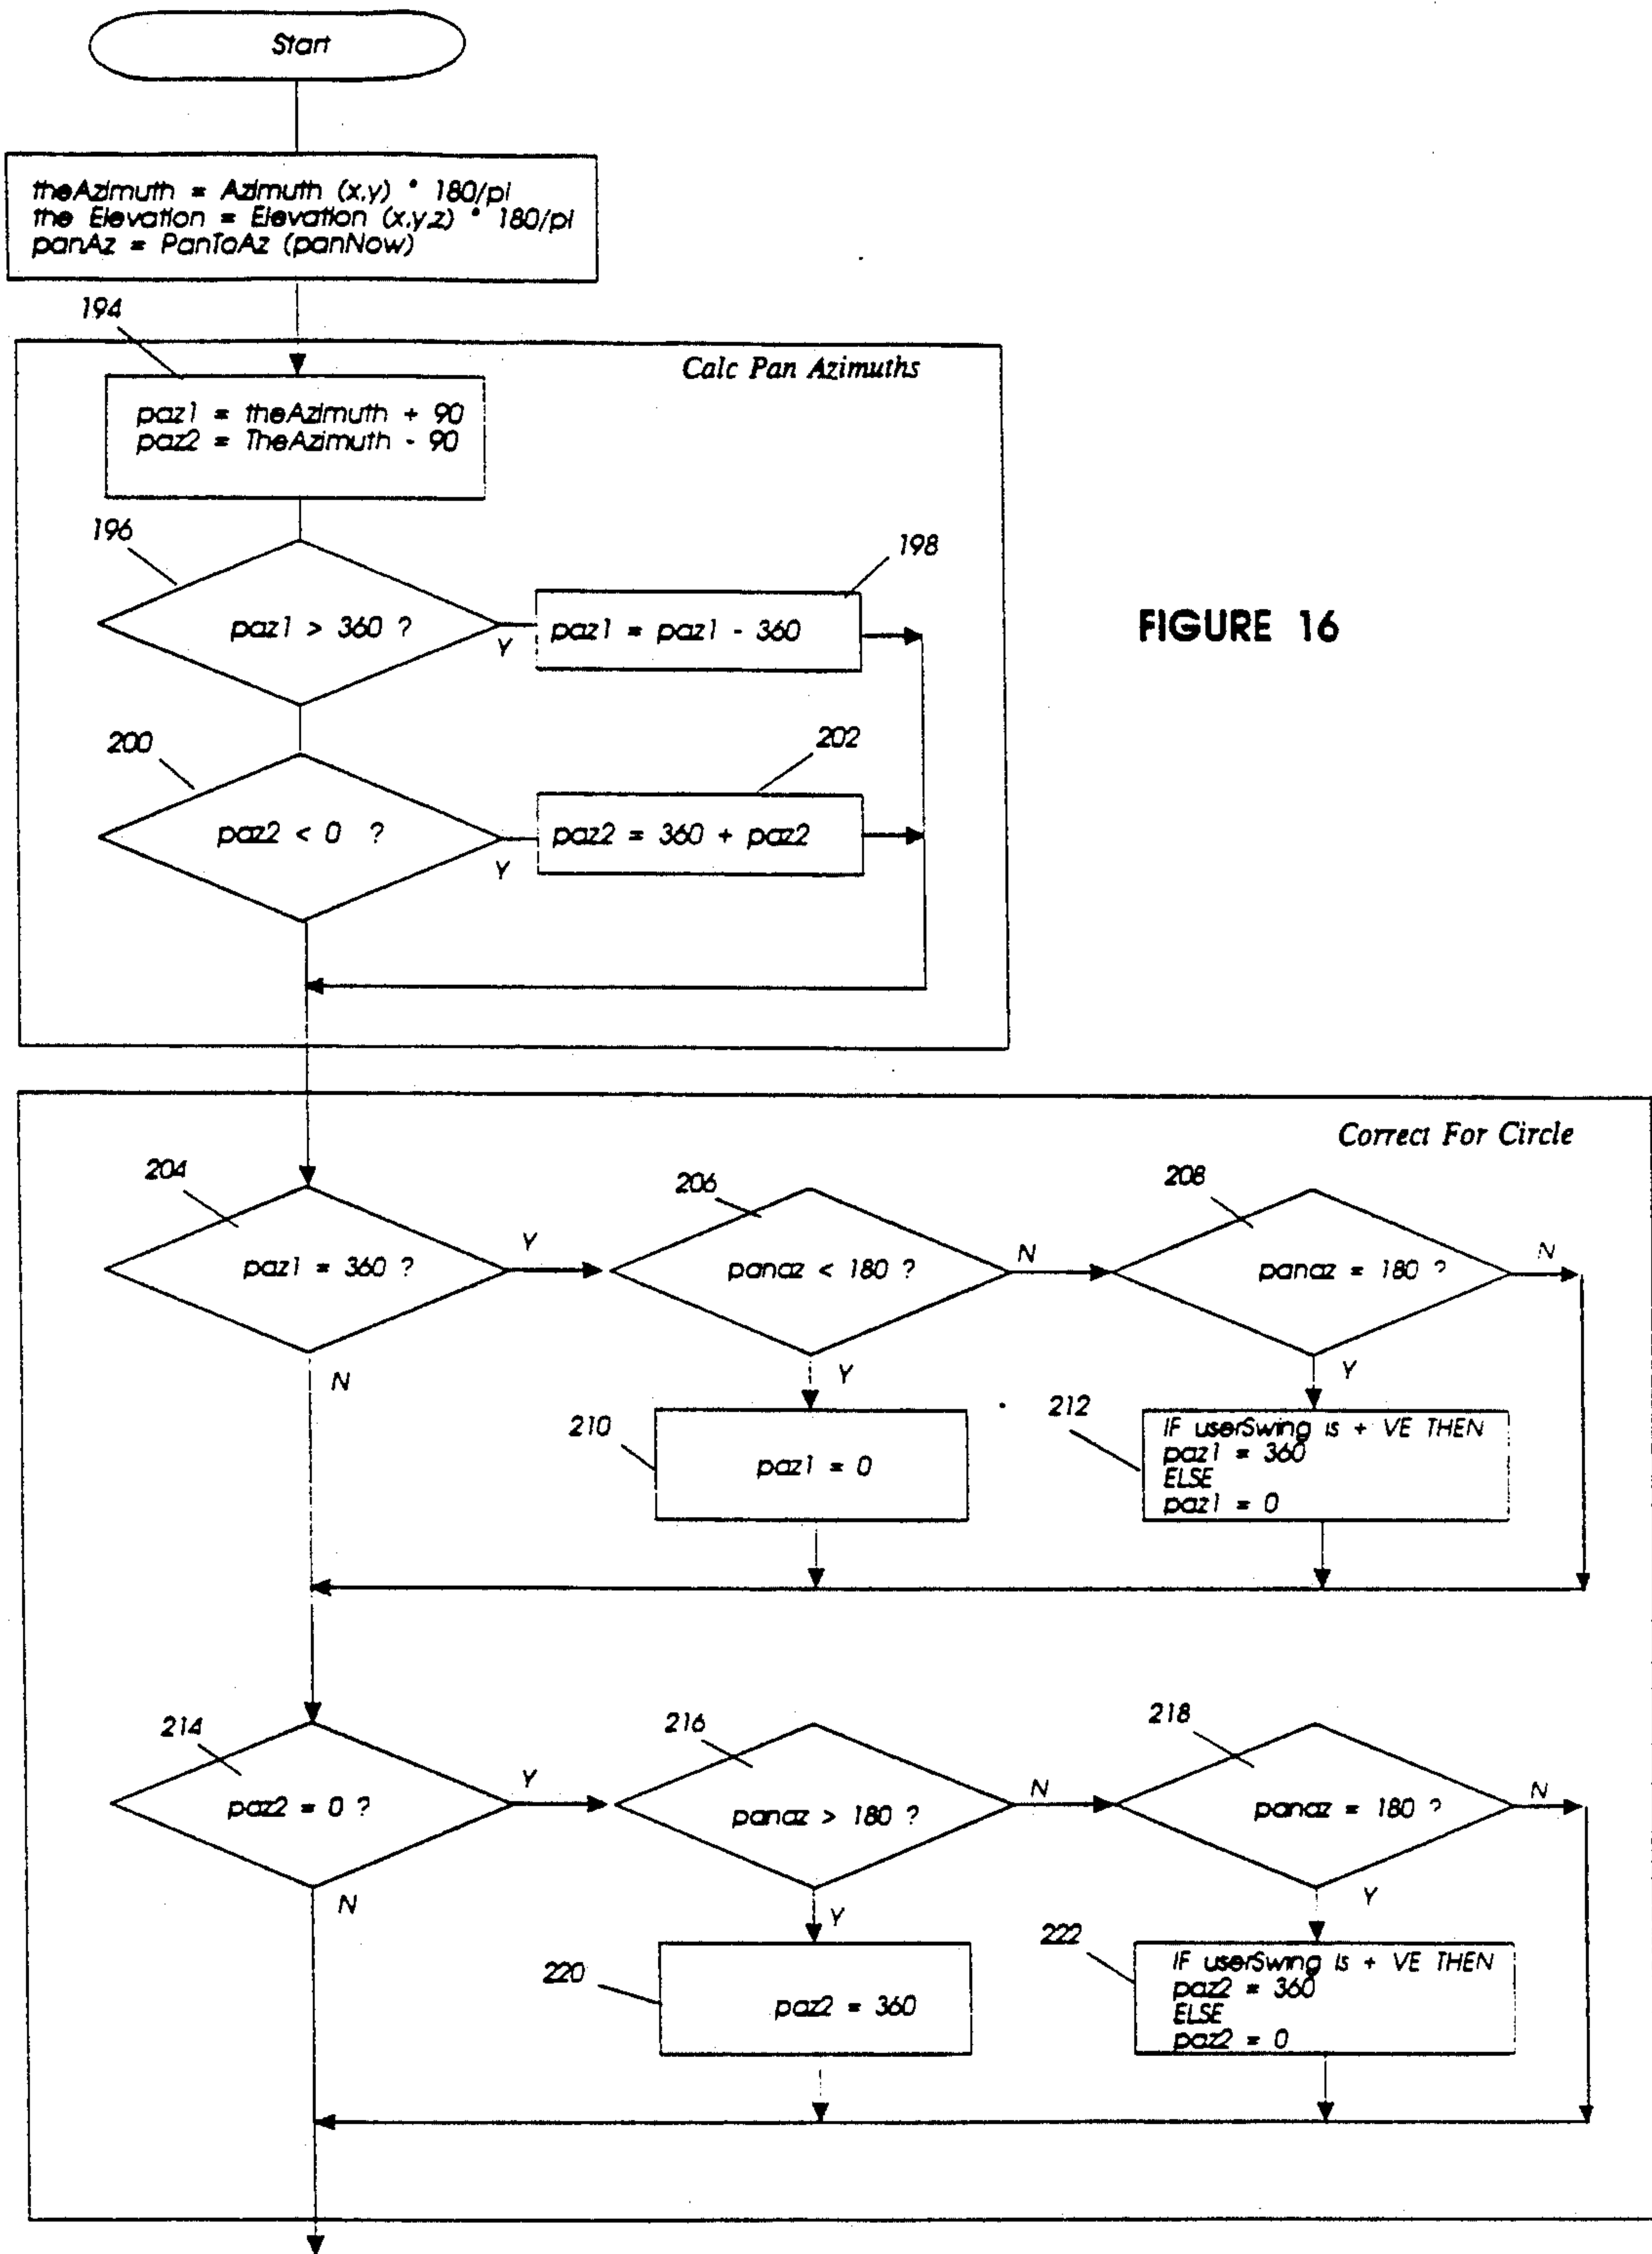 Start
theAzimuth = Azimuth (x,y) * 180/pi
the Elevation = Elevation (x,y,z) * 180/pi
panAz = PanToAz (panNow)
194
Calc Pan Azimuths
paz1 = theAzimuth + 90
paz2 = TheAzimuth - 90
196
198
paz1 > 360 ?
Y
paz1 = paz1 - 360
FIGURE 16
200
202
paz2 < 0 ?
Y
paz2 = 360 + paz2
Correct For Circle
204
206
208
paz1 = 360 ?
Y
panaz < 180 ?
N
panaz = 180 ?
N
N
Y
Y
210
paz1 = 0
212
IF userSwing is + VE THEN
paz1 = 360
ELSE
paz1 = 0
214
216
218
paz2 = 0 ?
Y
panaz > 180 ?
N
panaz = 180 ?
N
N
Y
Y
220
paz2 = 360
222
IF userSwing is + VE THEN
paz2 = 360
ELSE
paz2 = 0